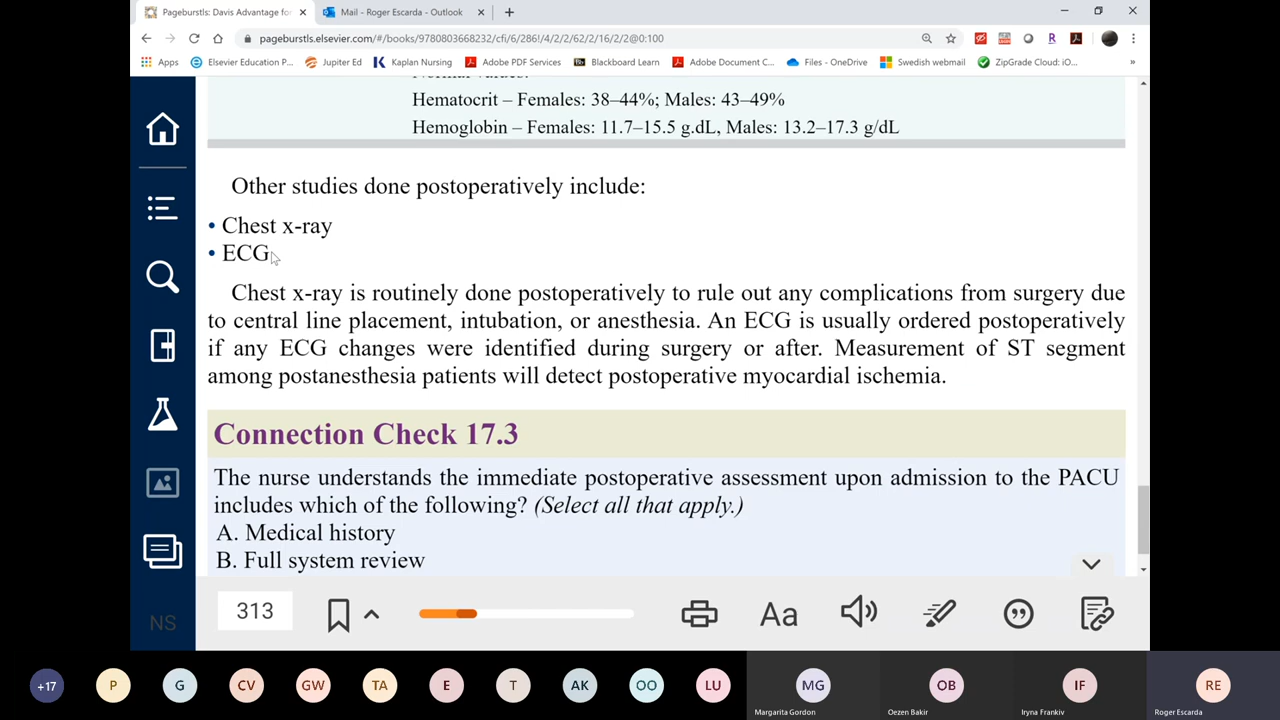 Pageburstls: Davis Advantage for
Mail - Roger Escarda - Outlook
pageburstls.elsevier.com/#/books/9780803668232/cfi/6/286!/4/2/2/62/2/16/2/2@0:100
Apps
Elsevier Education P...
Jupiter Ed
Kaplan Nursing
Adobe PDF Services
Blackboard Learn
Adobe Document C...
Files - OneDrive
Swedish webmail
ZipGrade Cloud: iO...
Normal values:
Hematocrit – Females: 38–44%; Males: 43–49%
Hemoglobin – Females: 11.7–15.5 g.dL, Males: 13.2–17.3 g/dL
Other studies done postoperatively include:
• Chest x-ray
• ECG
Chest x-ray is routinely done postoperatively to rule out any complications from surgery due
to central line placement, intubation, or anesthesia. An ECG is usually ordered postoperatively
if any ECG changes were identified during surgery or after. Measurement of ST segment
among postanesthesia patients will detect postoperative myocardial ischemia.
Connection Check 17.3
The nurse understands the immediate postoperative assessment upon admission to the PACU
includes which of the following? (Select all that apply.)
A. Medical history
B. Full system review
NS
313
Aa
+17
P
G
CV
GW
TA
E
T
AK
OO
LU
MG
Margarita Gordon
OB
Oezen Bakir
IF
Iryna Frankiv
RE
Roger Escarda